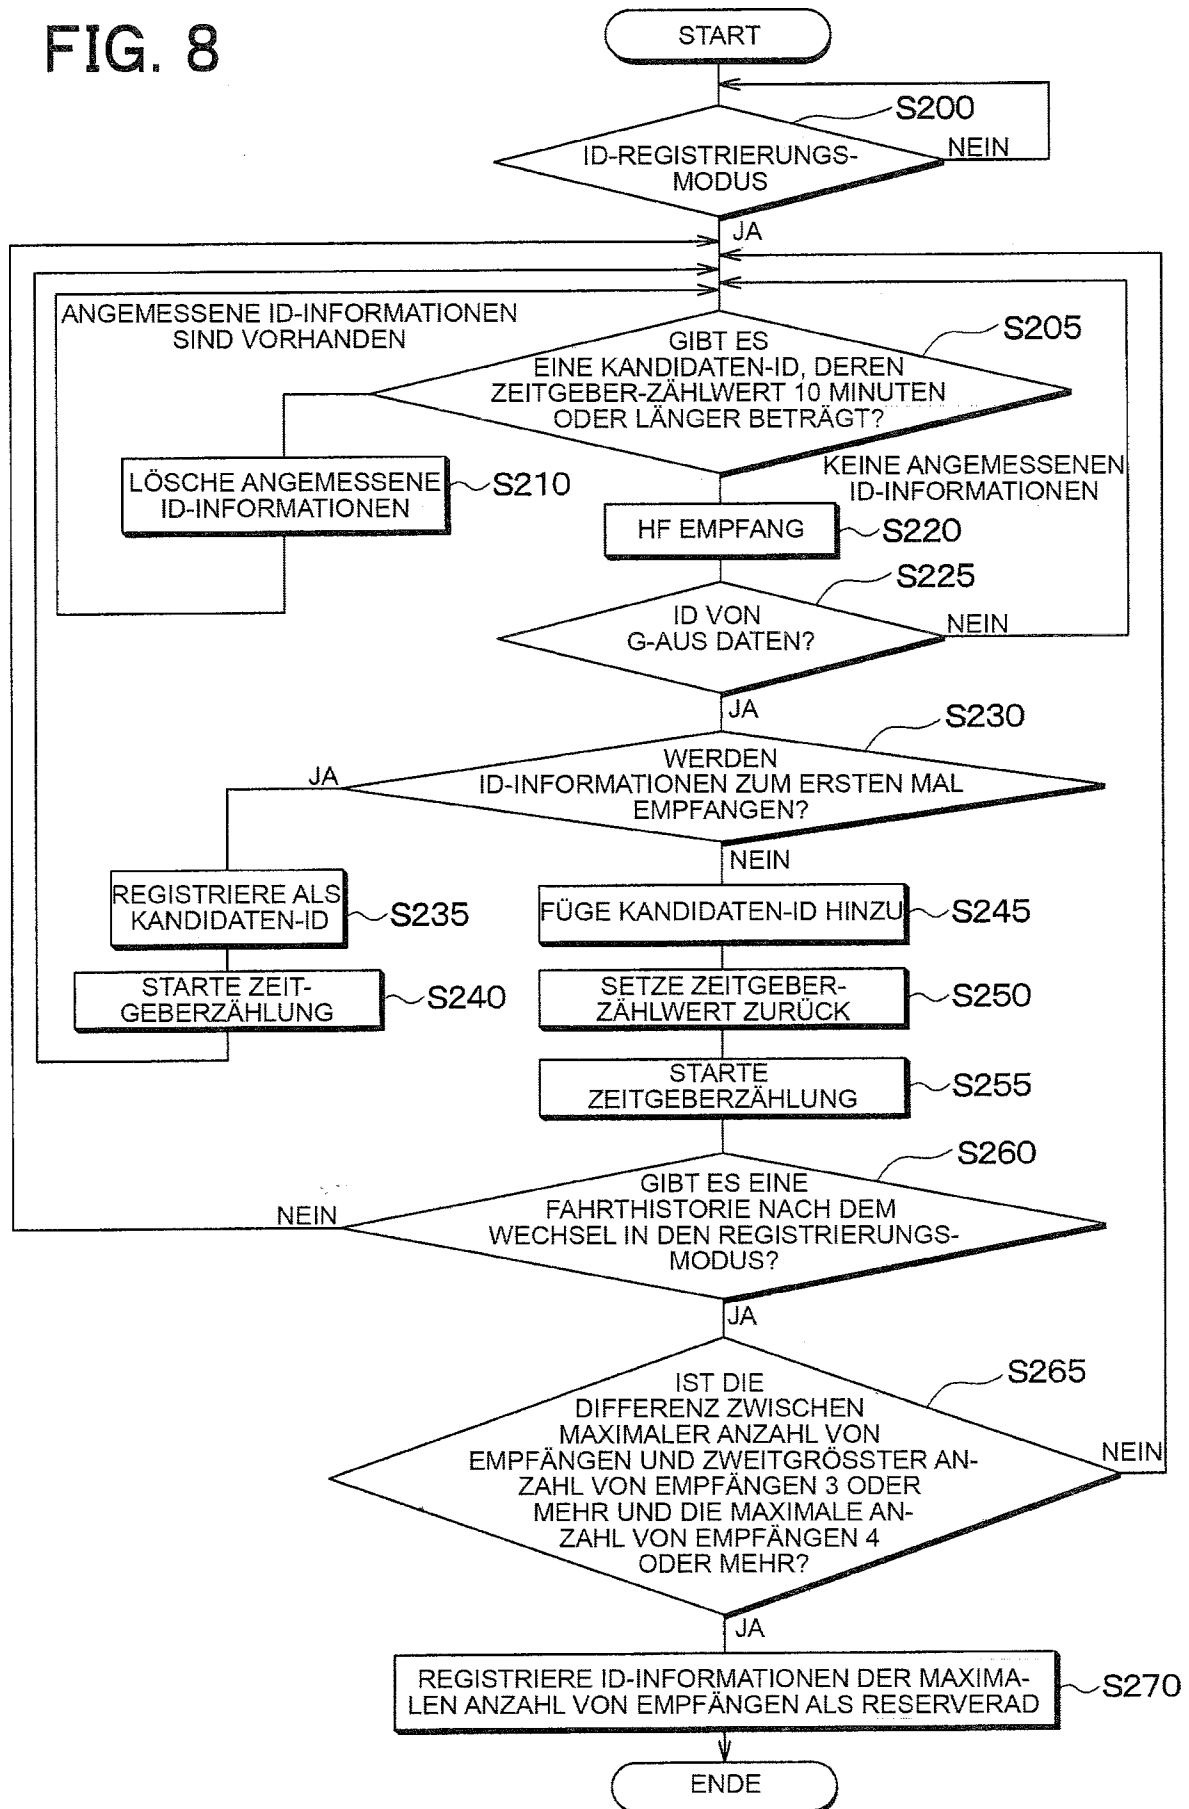 FIG. 8
START
S200
ID-REGISTRIERUNGS-
MODUS
NEIN
JA
ANGEMESSENE ID-INFORMATIONEN
SIND VORHANDEN
S205
GIBT ES
EINE KANDIDATEN-ID, DEREN
ZEITGEBER-ZÄHLWERT 10 MINUTEN
ODER LÄNGER BETRÄGT?
LÖSCHE ANGEMESSENE
ID-INFORMATIONEN
S210
KEINE ANGEMESSENEN
ID-INFORMATIONEN
HF EMPFANG
S220
S225
ID VON
G-AUS DATEN?
NEIN
JA
S230
WERDEN
ID-INFORMATIONEN ZUM ERSTEN MAL
EMPFANGEN?
JA
NEIN
REGISTRIERE ALS
KANDIDATEN-ID
S235
FÜGE KANDIDATEN-ID HINZU
S245
STARTE ZEIT-
GEBERZÄHLUNG
S240
SETZE ZEITGEBER-
ZÄHLWERT ZURÜCK
S250
STARTE
ZEITGEBERZÄHLUNG
S255
S260
GIBT ES EINE
FAHRTHISTORIE NACH DEM
WECHSEL IN DEN REGISTRIERUNGS-
MODUS?
NEIN
JA
S265
IST DIE
DIFFERENZ ZWISCHEN
MAXIMALER ANZAHL VON
EMPFÄNGEN UND ZWEITGRÖSSTER AN-
ZAHL VON EMPFÄNGEN 3 ODER
MEHR UND DIE MAXIMALE AN-
ZAHL VON EMPFÄNGEN 4
ODER MEHR?
NEIN
JA
REGISTRIERE ID-INFORMATIONEN DER MAXIMA-
LEN ANZAHL VON EMPFÄNGEN ALS RESERVERAD
S270
ENDE